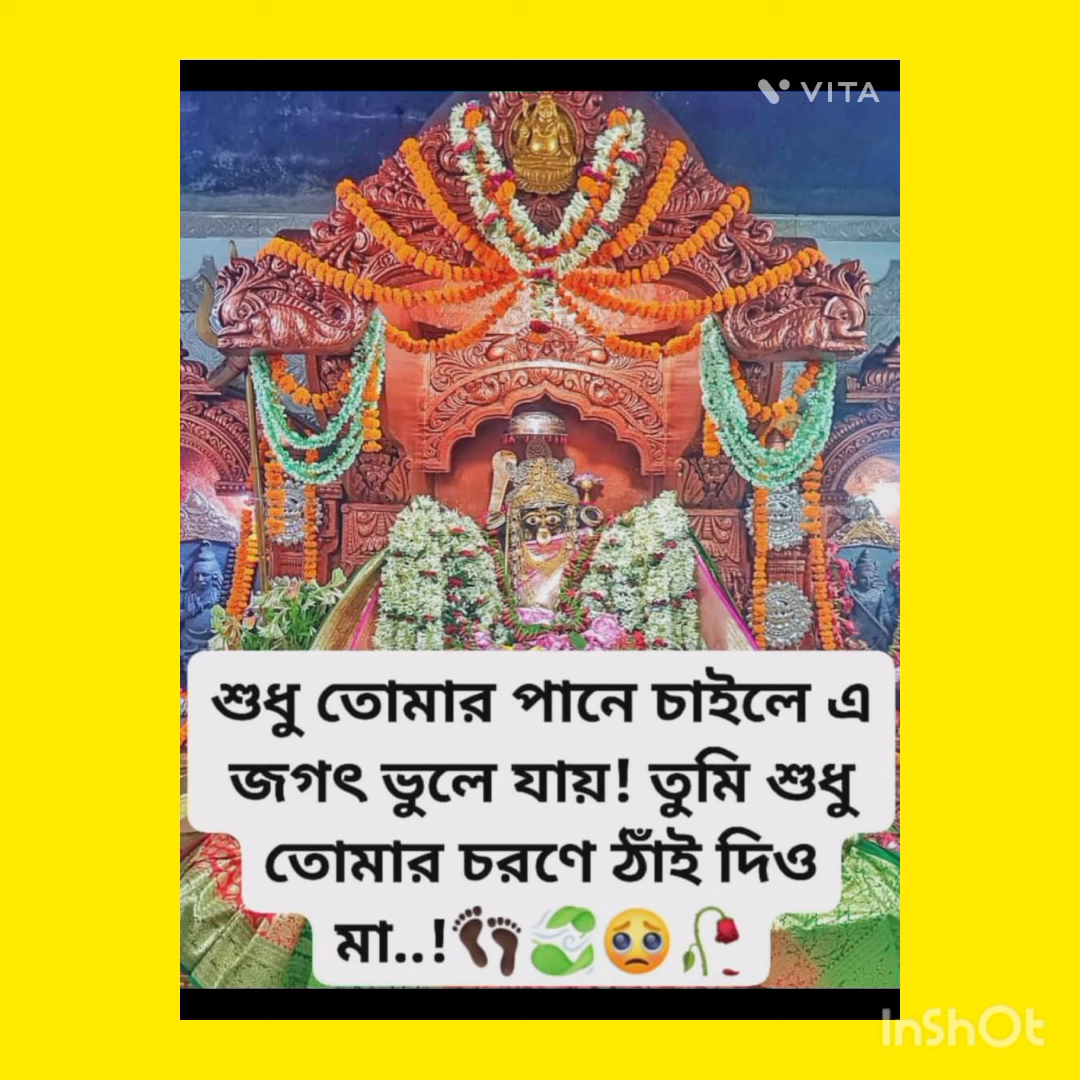 VITA
শুধু তোমার পানে চাইলে এ
জগৎ ভুলে যায়! তুমি শুধু
তোমার চরণে ঠাঁই দিও
মা..!👣🍃🥺🥀
InShOt